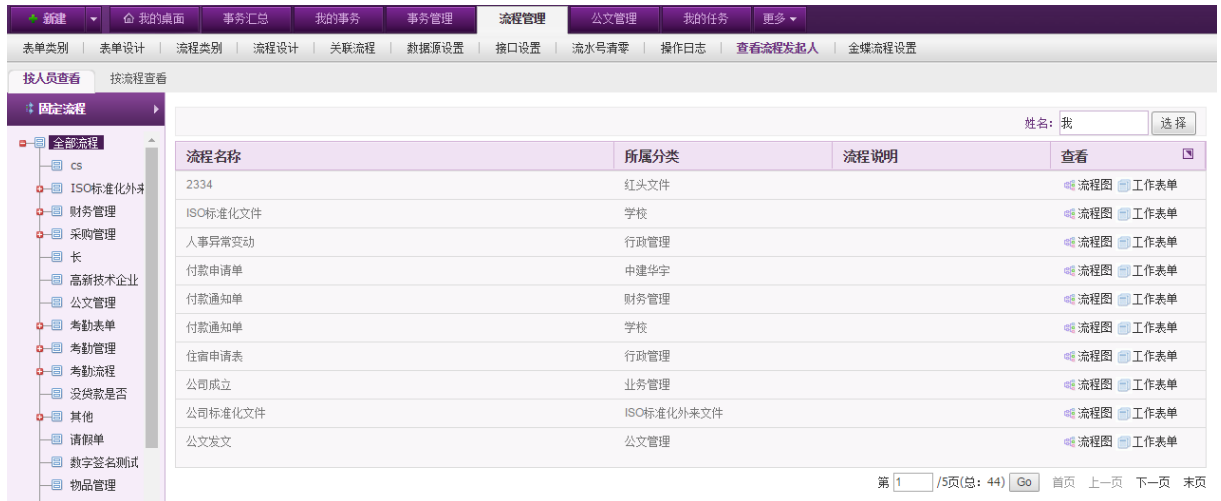 新建 我的桌面 事务汇总 我的事务 事务管理 流程管理 公文管理 我的任务 更多
表单类别 | 表单设计 | 流程类别 | 流程设计 | 关联流程 | 数据源设置 | 接口设置 | 流水号清零 | 操作日志 | 查看流程发起人 | 金蝶流程设置
按人员查看 按流程查看
固定流程
全部流程
cs
ISO标准化外来
财务管理
采购管理
长
高新技术企业
公文管理
考勤表单
考勤管理
考勤流程
没贷款是否
其他
请假单
数字签名测试
物品管理
姓名: 我 选择
流程名称 所属分类 流程说明 查看
2334 红头文件 流程图 工作表单
ISO标准化文件 学校 流程图 工作表单
人事异常变动 行政管理 流程图 工作表单
付款申请单 中建华宇 流程图 工作表单
付款通知单 财务管理 流程图 工作表单
付款通知单 学校 流程图 工作表单
住宿申请表 行政管理 流程图 工作表单
公司成立 业务管理 流程图 工作表单
公司标准化文件 ISO标准化外来文件 流程图 工作表单
公文发文 公文管理 流程图 工作表单
第 1 /5页(总: 44) Go 首页 上一页 下一页 末页